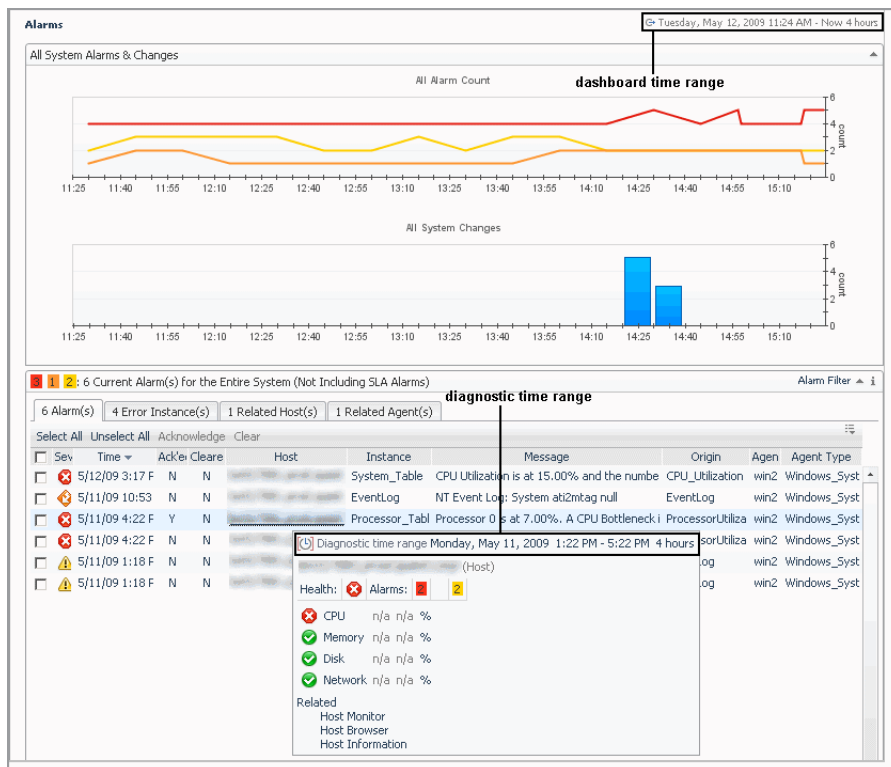 Alarms
Tuesday, May 12, 2009 11:24 AM - Now 4 hours
All System Alarms & Changes
dashboard time range
All Alarm Count
6
4
2
0
count
11:25 11:40 11:55 12:10 12:25 12:40 12:55 13:10 13:25 13:40 13:55 14:10 14:25 14:40 14:55 15:10
All System Changes
6
4
2
0
count
11:25 11:40 11:55 12:10 12:25 12:40 12:55 13:10 13:25 13:40 13:55 14:10 14:25 14:40 14:55 15:10
3 1 2 : 6 Current Alarm(s) for the Entire System (Not Including SLA Alarms)
Alarm Filter
diagnostic time range
6 Alarm(s) 4 Error Instance(s) 1 Related Host(s) 1 Related Agent(s)
Select All Unselect All Acknowledge Clear
Sev Time Ack'e Cleare Host Instance Message Origin Agen Agent Type
5/12/09 3:17 F N N System_Table CPU Utilization is at 15.00% and the numbe CPU_Utilization win2 Windows_Syst
5/11/09 10:53 N N EventLog NT Event Log: System ati2mtag null EventLog win2 Windows_Syst
5/11/09 4:22 F Y N Processor_Tabl Processor 0 is at 7.00%. A CPU Bottleneck i ProcessorUtiliza win2 Windows_Syst
5/11/09 4:22 F N N sorUtiliza win2 Windows_Syst
5/11/09 1:18 F N N og win2 Windows_Syst
5/11/09 1:18 F N N og win2 Windows_Syst
Diagnostic time range Monday, May 11, 2009 1:22 PM - 5:22 PM 4 hours
(Host)
Health: Alarms: 2 2
CPU n/a n/a %
Memory n/a n/a %
Disk n/a n/a %
Network n/a n/a %
Related
Host Monitor
Host Browser
Host Information